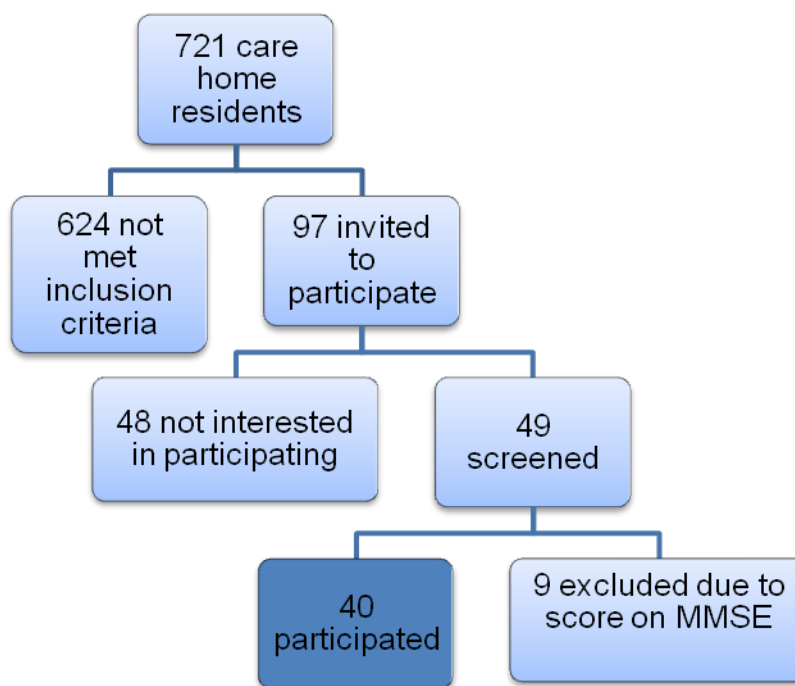 721 care
home
residents
624 not
met
inclusion
criteria
97 invited
to
participate
48 not interested
in participating
49
screened
40
participated
9 excluded due to
score on MMSE